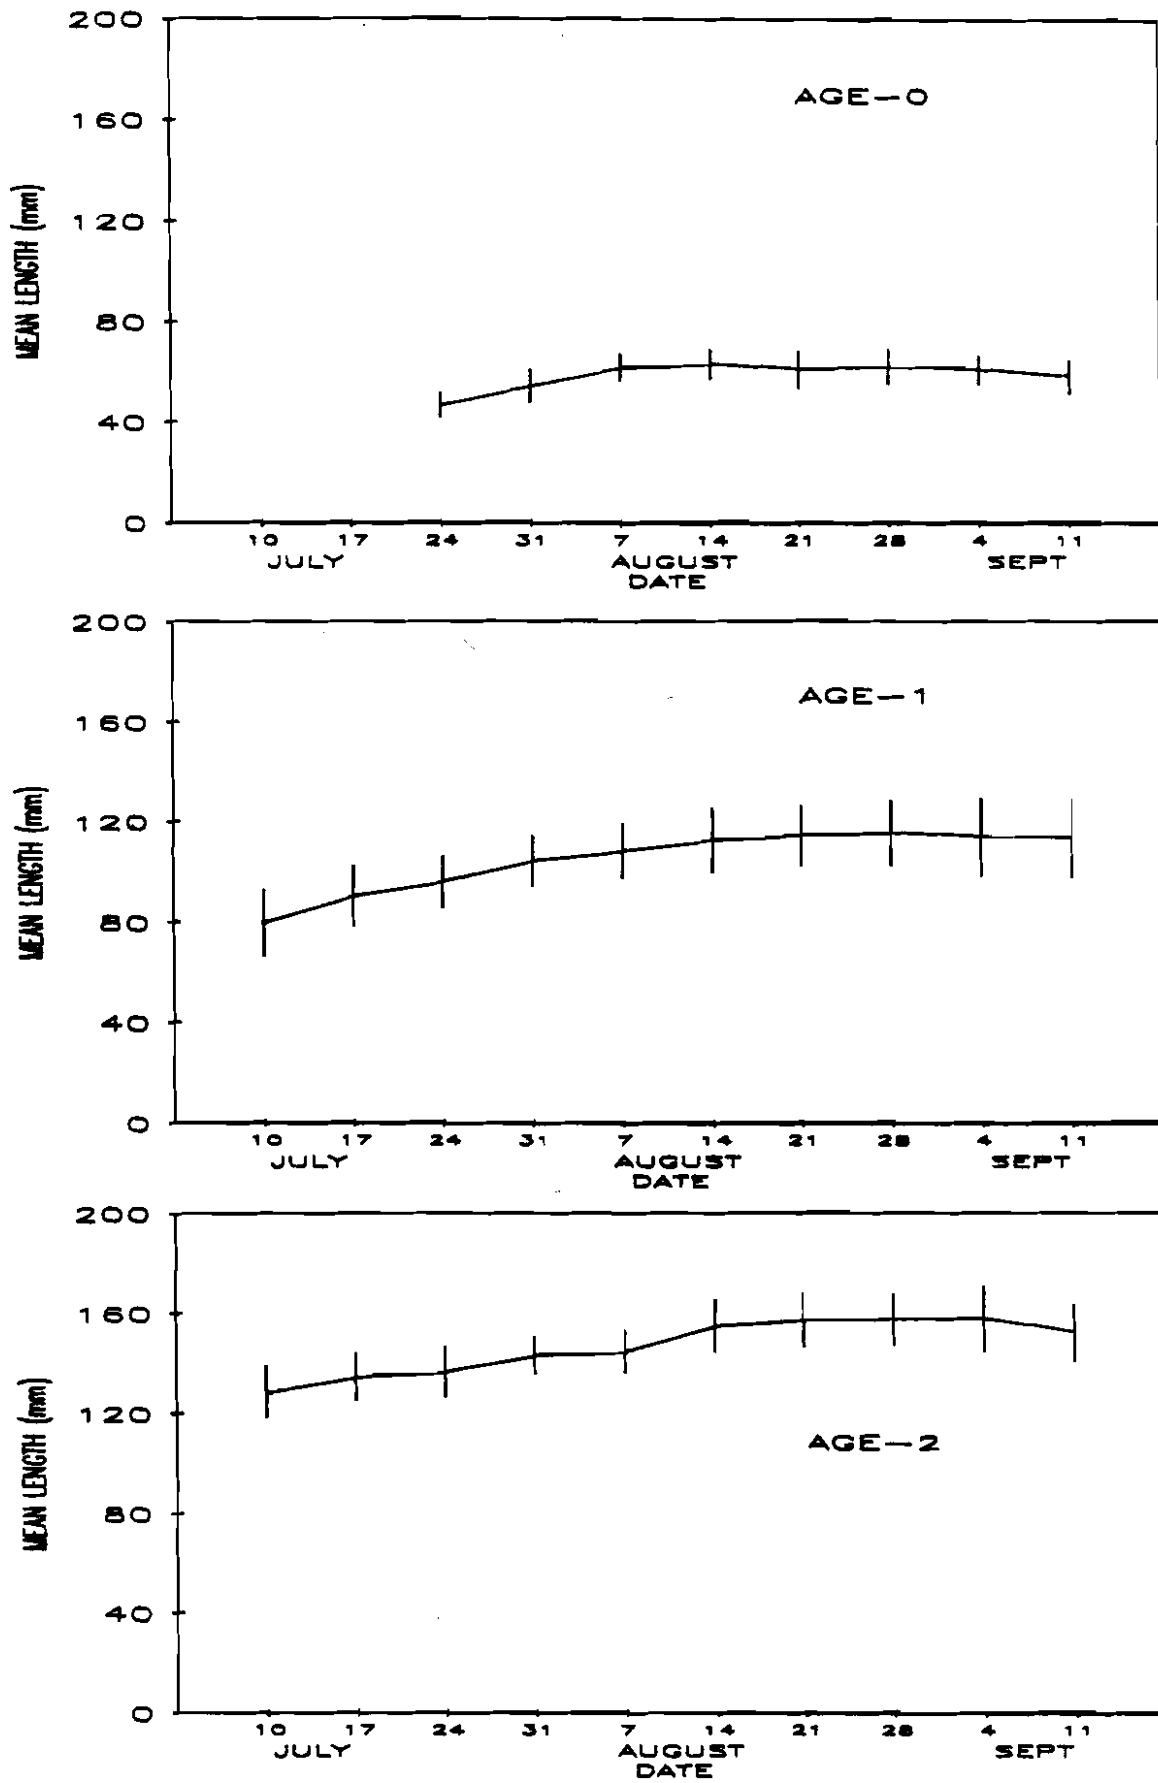 200
AGE-0
160
120
MEAN LENGTH (mm)
80
40
0
10 17 24 31 7 14 21 28 4 11
JULY AUGUST SEPT
DATE
200
AGE-1
160
120
MEAN LENGTH (mm)
80
40
0
10 17 24 31 7 14 21 28 4 11
JULY AUGUST SEPT
DATE
200
160
120
AGE-2
MEAN LENGTH (mm)
80
40
0
10 17 24 31 7 14 21 28 4 11
JULY AUGUST SEPT
DATE